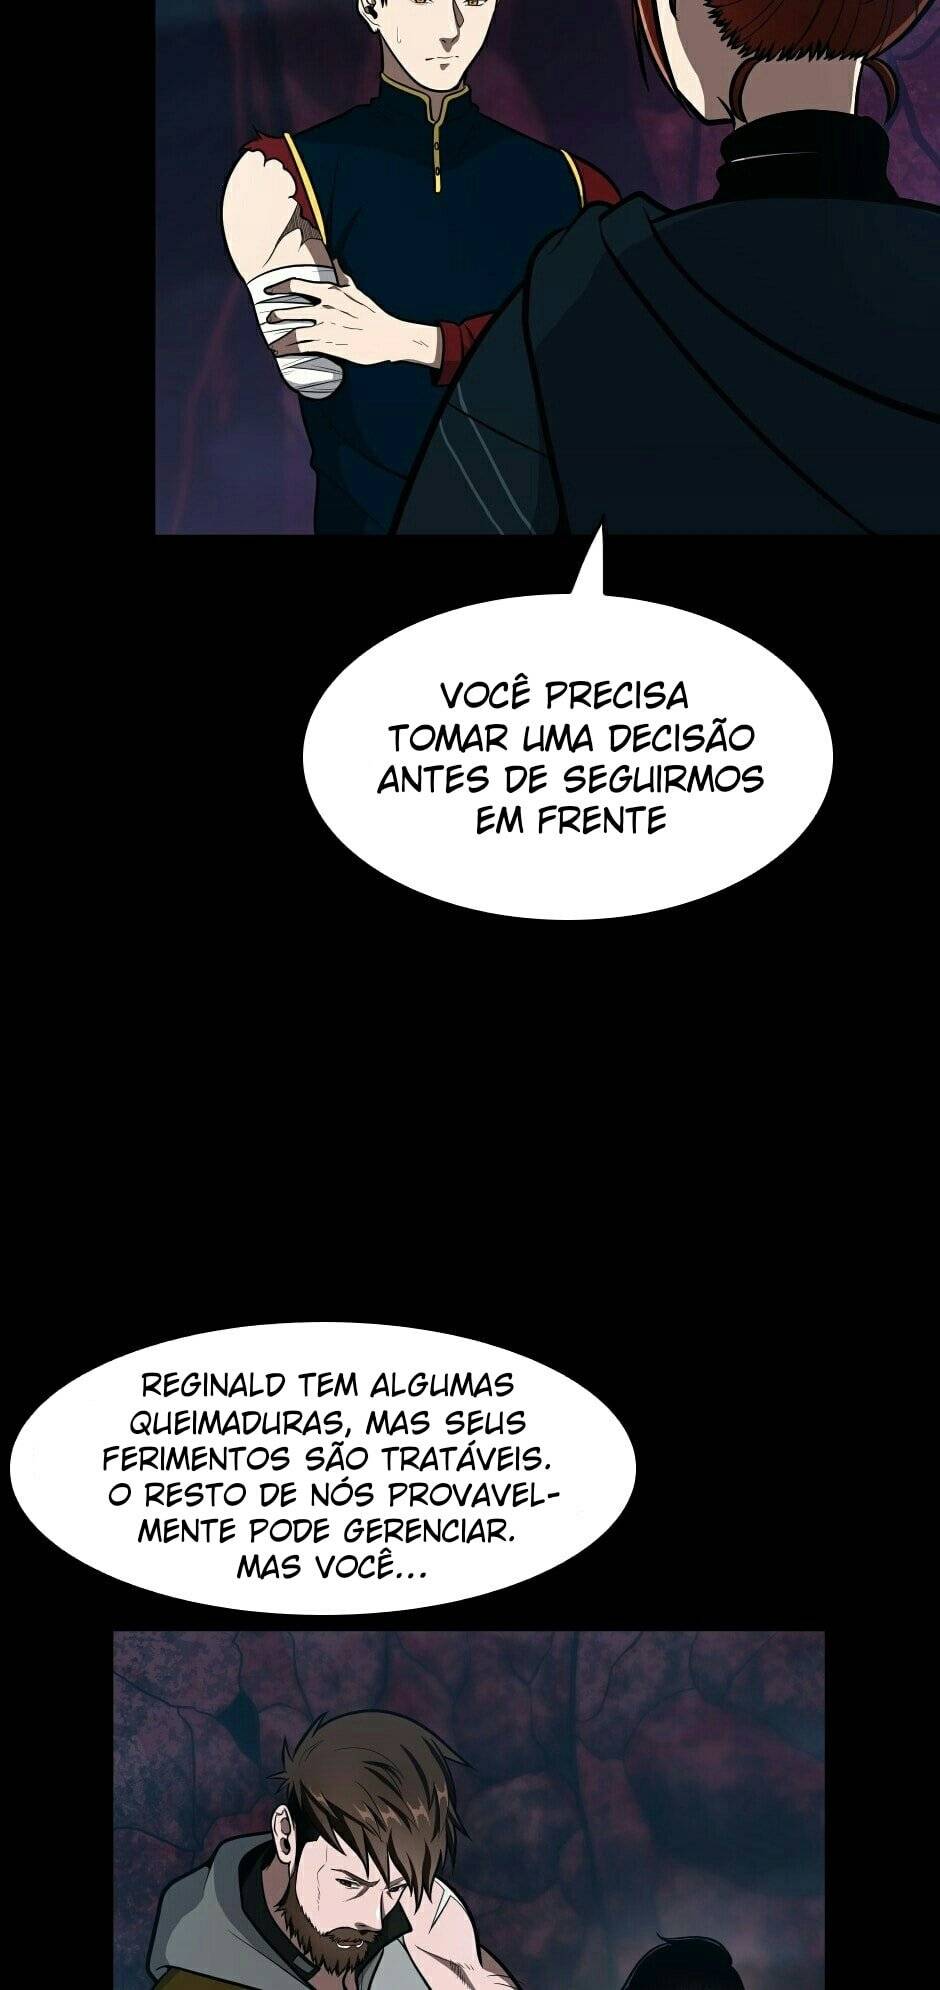 VOCÊ PRECISA
TOMAR UMA DECISÃO
ANTES DE SEGUIRMOS
EM FRENTE
REGINALD TEM ALGUMAS
QUEIMADURAS, MAS SEUS
FERIMENTOS SÃO TRATÁVEIS.
O RESTO DE NÓS PROVAVEL-
MENTE PODE GERENCIAR.
MAS VOCÊ...